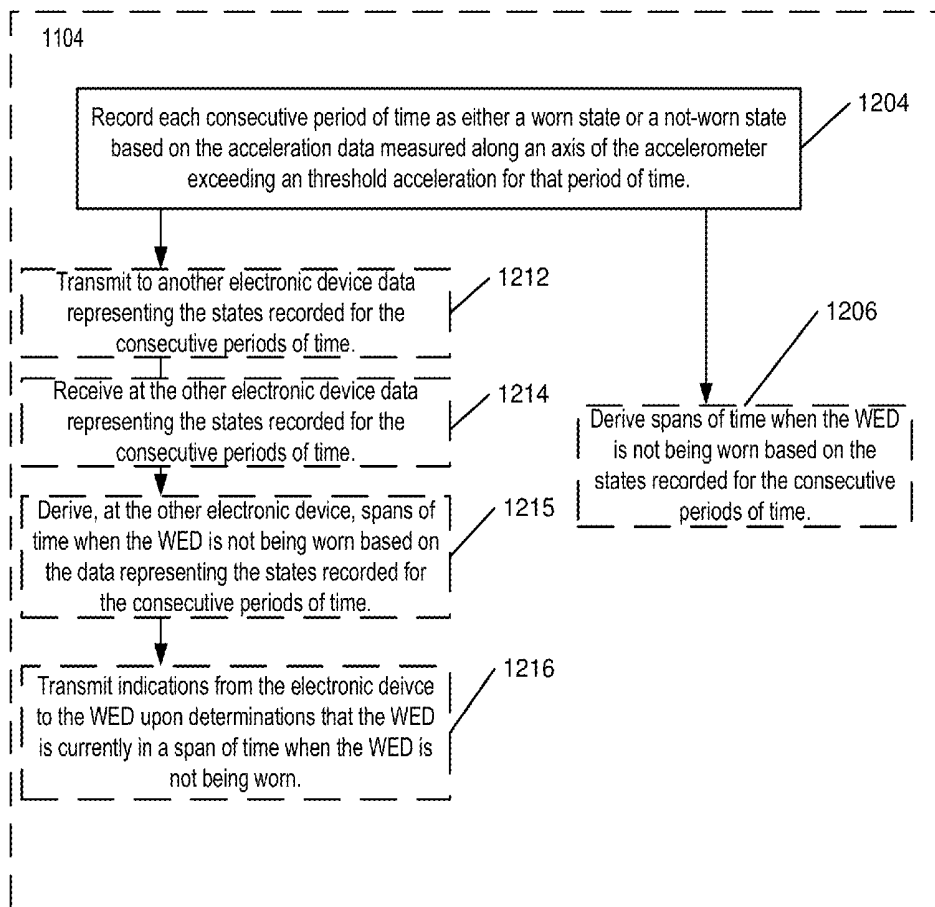 1104
Record each consecutive period of time as either a worn state or a not-worn state
based on the acceleration data measured along an axis of the accelerometer
exceeding an threshold acceleration for that period of time.
1204
Transmit to another electronic device data
representing the states recorded for the
consecutive periods of time.
1212
Receive at the other electronic device data
representing the states recorded for the
consecutive periods of time.
1214
Derive, at the other electronic device, spans of
time when the WED is not being worn based on
the data representing the states recorded for
the consecutive periods of time.
1215
Transmit indications from the electronic deivce
to the WED upon determinations that the WED
is currently in a span of time when the WED is
not being worn.
1216
1206
Derive spans of time when the WED
is not being worn based on the
states recorded for the consecutive
periods of time.